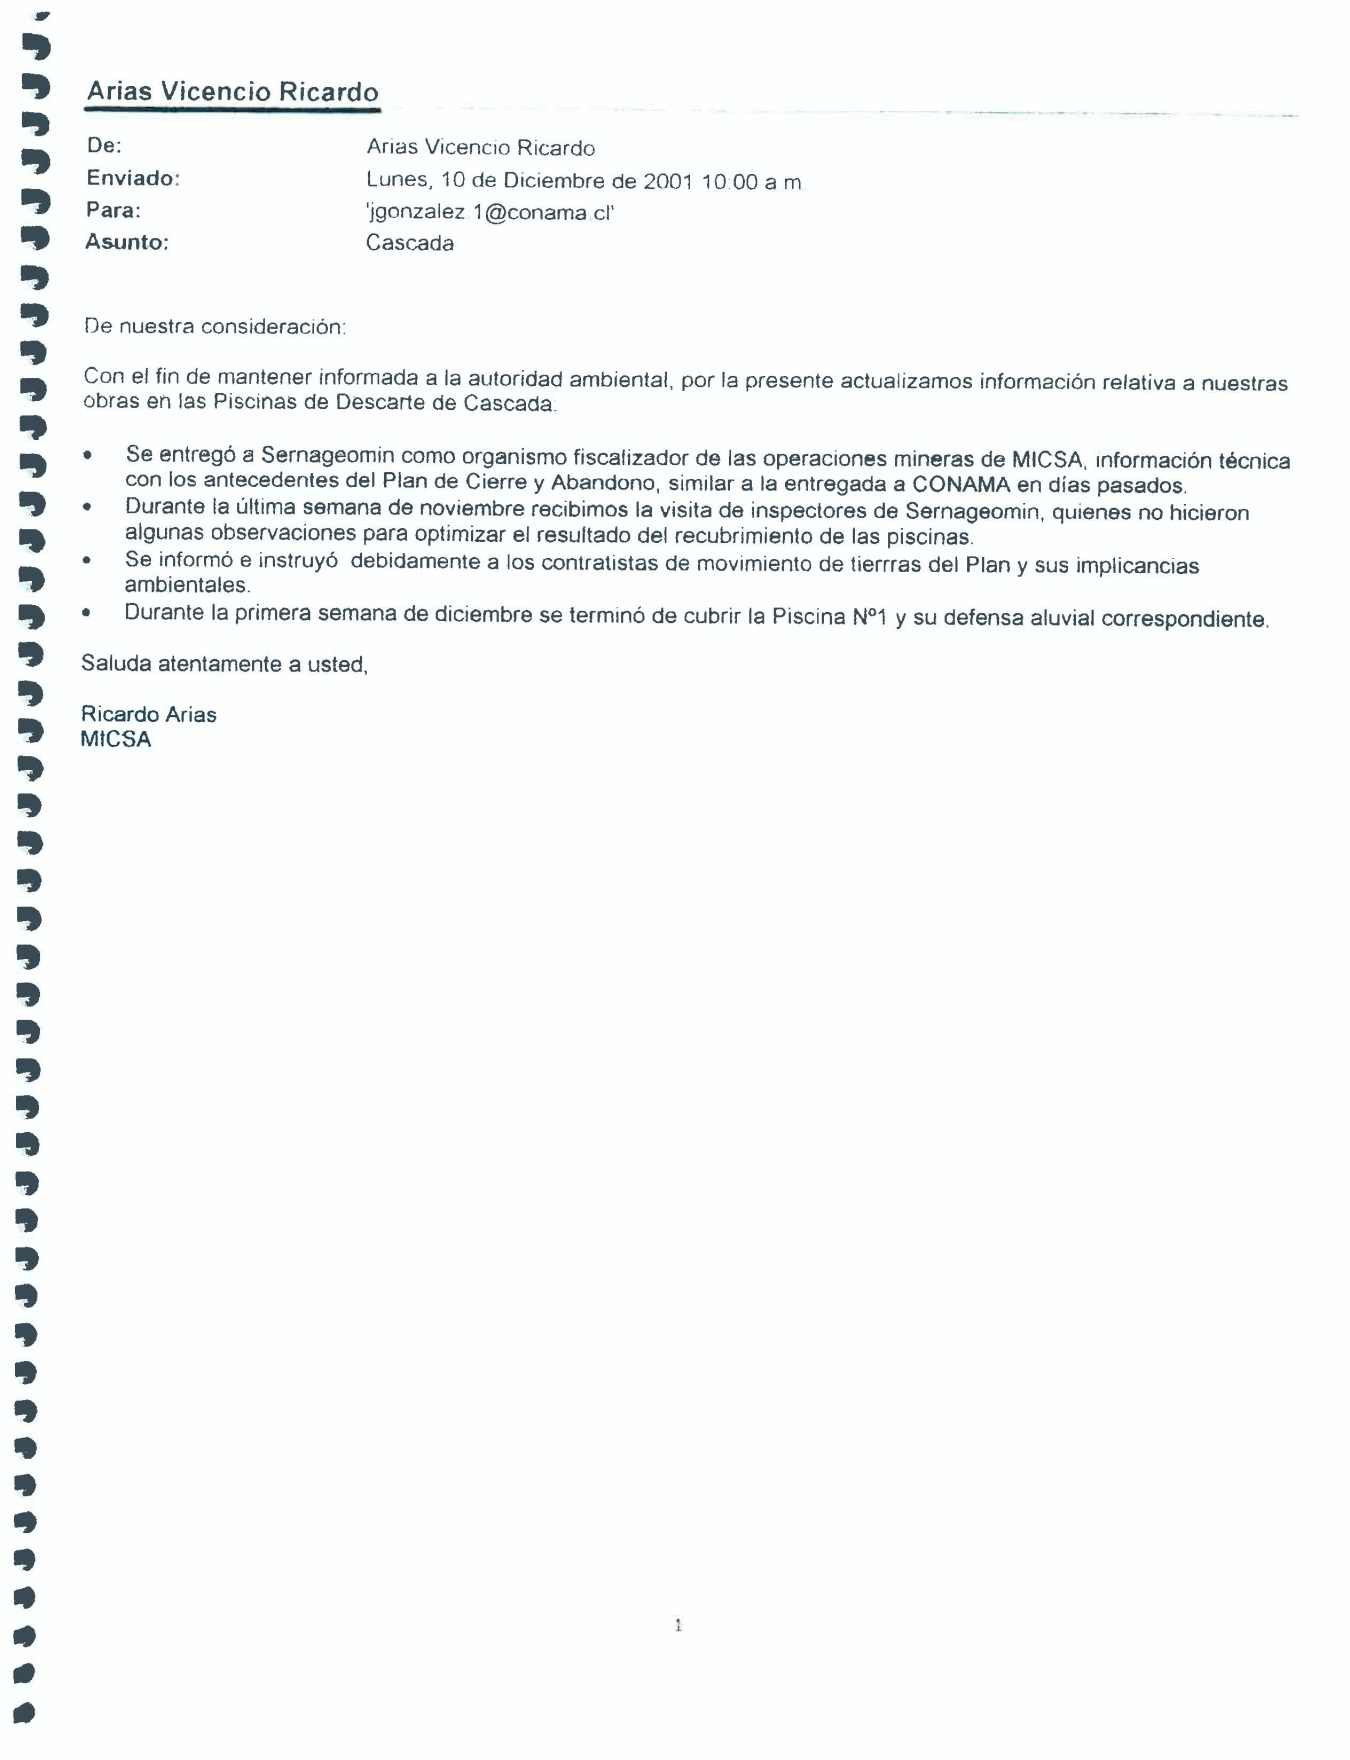 Arias Vicencio Ricardo
De: Arias Vicencio Ricardo
Enviado: Lunes, 10 de Diciembre de 2001 10:00 a m
Para: 'jgonzalez.1@conama.cl'
Asunto: Cascada
De nuestra consideración:
Con el fin de mantener informada a la autoridad ambiental, por la presente actualizamos información relativa a nuestras
obras en las Piscinas de Descarte de Cascada.
• Se entregó a Sernageomin como organismo fiscalizador de las operaciones mineras de MICSA, información técnica
con los antecedentes del Plan de Cierre y Abandono, similar a la entregada a CONAMA en días pasados.
• Durante la última semana de noviembre recibimos la visita de inspectores de Sernageomin, quienes no hicieron
algunas observaciones para optimizar el resultado del recubrimiento de las piscinas.
• Se informó e instruyó debidamente a los contratistas de movimiento de tierrras del Plan y sus implicancias
ambientales.
• Durante la primera semana de diciembre se terminó de cubrir la Piscina Nº1 y su defensa aluvial correspondiente.
Saluda atentamente a usted,
Ricardo Arias
MICSA
1